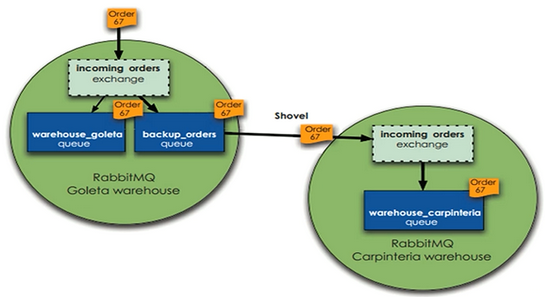 Order
67
incoming orders
exchange
Order
67
Order
67
warehouse_goleta
queue
backup_orders
queue
RabbitMQ
Goleta warehouse
Shovel
Order
67
incoming orders
exchange
Order
67
warehouse_carpinteria
queue
RabbitMQ
Carpinteria warehouse